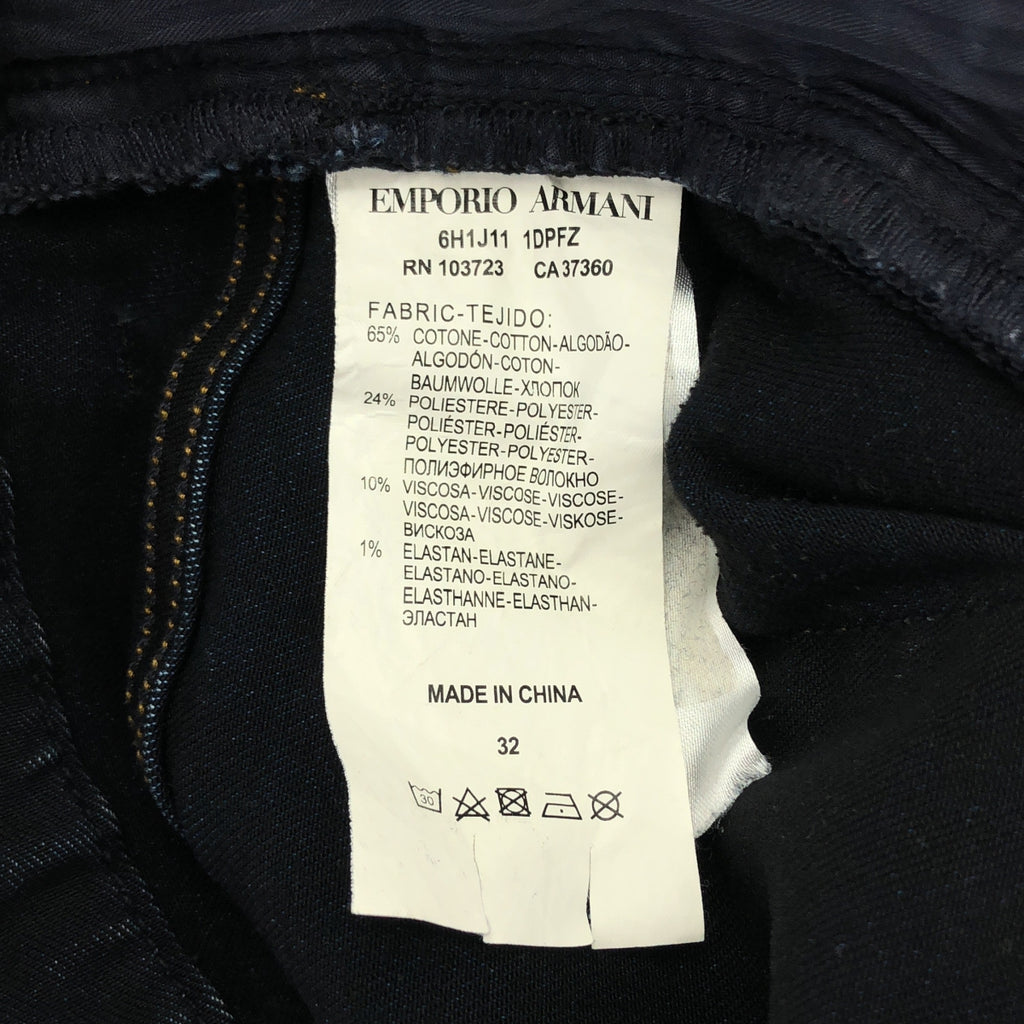 EMPORIO ARMANI
6H1J11 1DPFZ
RN 103723 CA 37360
FABRIC-TEJIDO:
65% COTONE-COTTON-ALGODÃO-
ALGODÓN-COTON-
BAUMWOLLE-ХЛОПОК
24% POLIESTERE-POLYESTER-
POLIÉSTER-POLIÉSTER-
POLYESTER-POLYESTER-
ПОЛИЭФИРНОЕ ВОЛОКНО
10% VISCOSA-VISCOSE-VISCOSE-
VISCOSA-VISCOSE-VISKOSE-
ВИСКОЗА
1% ELASTAN-ELASTANE-
ELASTANO-ELASTANO-
ELASTHANNE-ELASTHAN-
ЭЛАСТАН
MADE IN CHINA
32
30